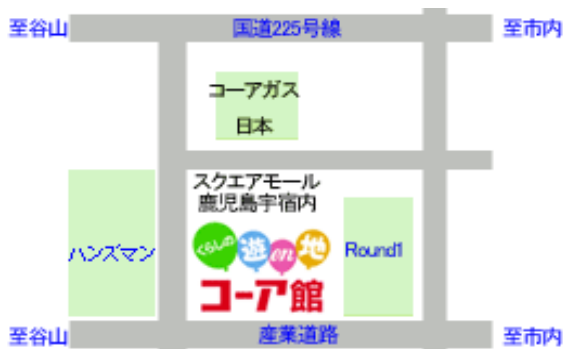 至谷山
国道225号線
至市内
コーアガス
日本
スクエアモール
鹿児島宇宿内
ハンズマン
くらしの遊en地
Round1
コーア館
至谷山
産業道路
至市内